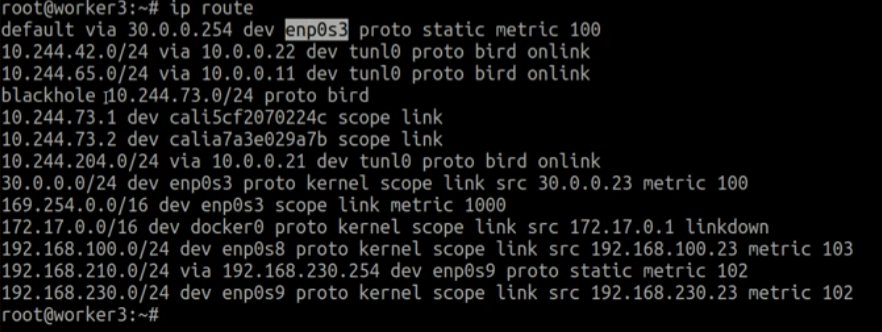 root@worker3:~# ip route
default via 30.0.0.254 dev enp0s3 proto static metric 100
10.244.42.0/24 via 10.0.0.22 dev tunl0 proto bird onlink
10.244.65.0/24 via 10.0.0.11 dev tunl0 proto bird onlink
blackhole 10.244.73.0/24 proto bird
10.244.73.1 dev cali5cf2070224c scope link
10.244.73.2 dev calia7a3e029a7b scope link
10.244.204.0/24 via 10.0.0.21 dev tunl0 proto bird onlink
30.0.0.0/24 dev enp0s3 proto kernel scope link src 30.0.0.23 metric 100
169.254.0.0/16 dev enp0s3 scope link metric 1000
172.17.0.0/16 dev docker0 proto kernel scope link src 172.17.0.1 linkdown
192.168.100.0/24 dev enp0s8 proto kernel scope link src 192.168.100.23 metric 103
192.168.210.0/24 via 192.168.230.254 dev enp0s9 proto static metric 102
192.168.230.0/24 dev enp0s9 proto kernel scope link src 192.168.230.23 metric 102
root@worker3:~#